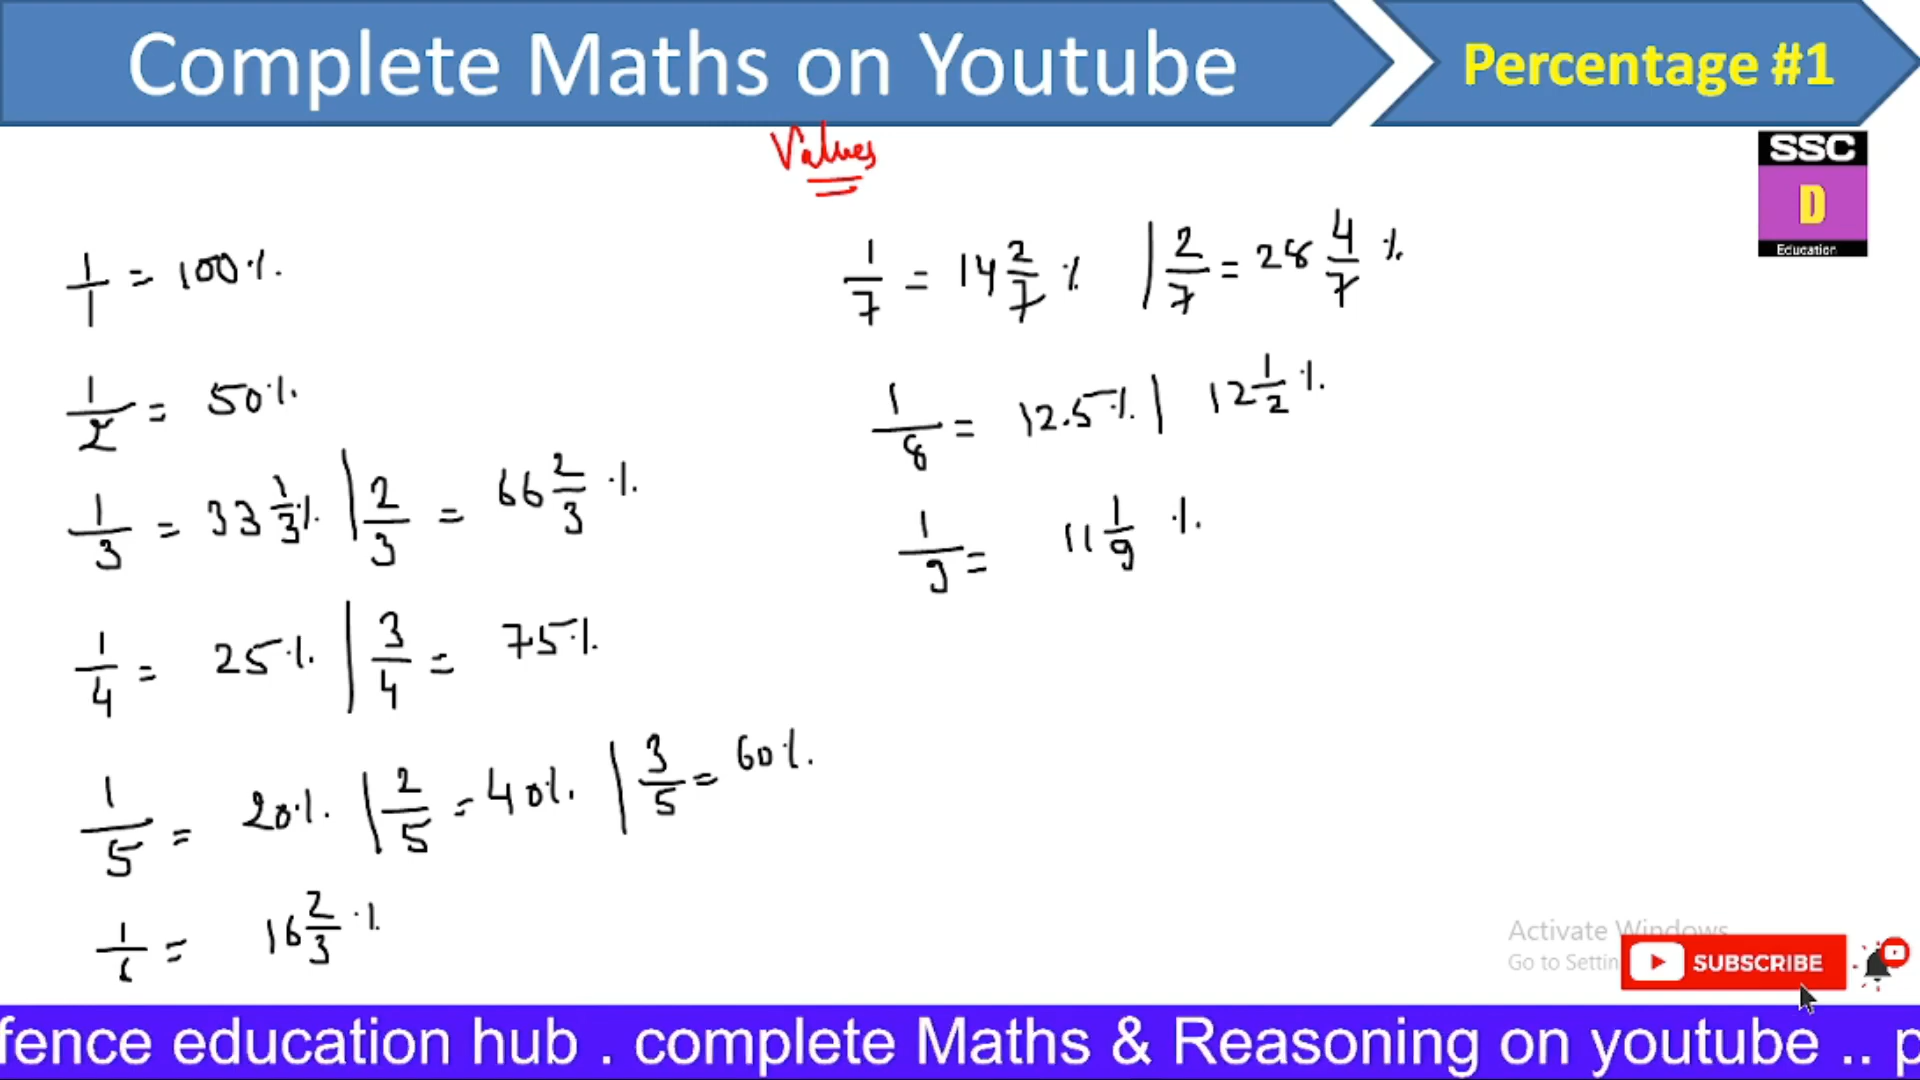 Complete Maths on Youtube
Percentage #1
Values
SSC
D
Education
1/1 = 100%
1/2 = 50%
1/3 = 33 1/3% | 2/3 = 66 2/3 %
1/4 = 25% | 3/4 = 75%
1/5 = 20% | 2/5 = 40% | 3/5 = 60%
1/6 = 16 2/3 %
1/7 = 14 2/7 % | 2/7 = 28 4/7 %
1/8 = 12.5% | 12 1/2 %
1/9 = 11 1/9 %
Activate Windows
Go to Settin
SUBSCRIBE
fence education hub . complete Maths & Reasoning on youtube .. p